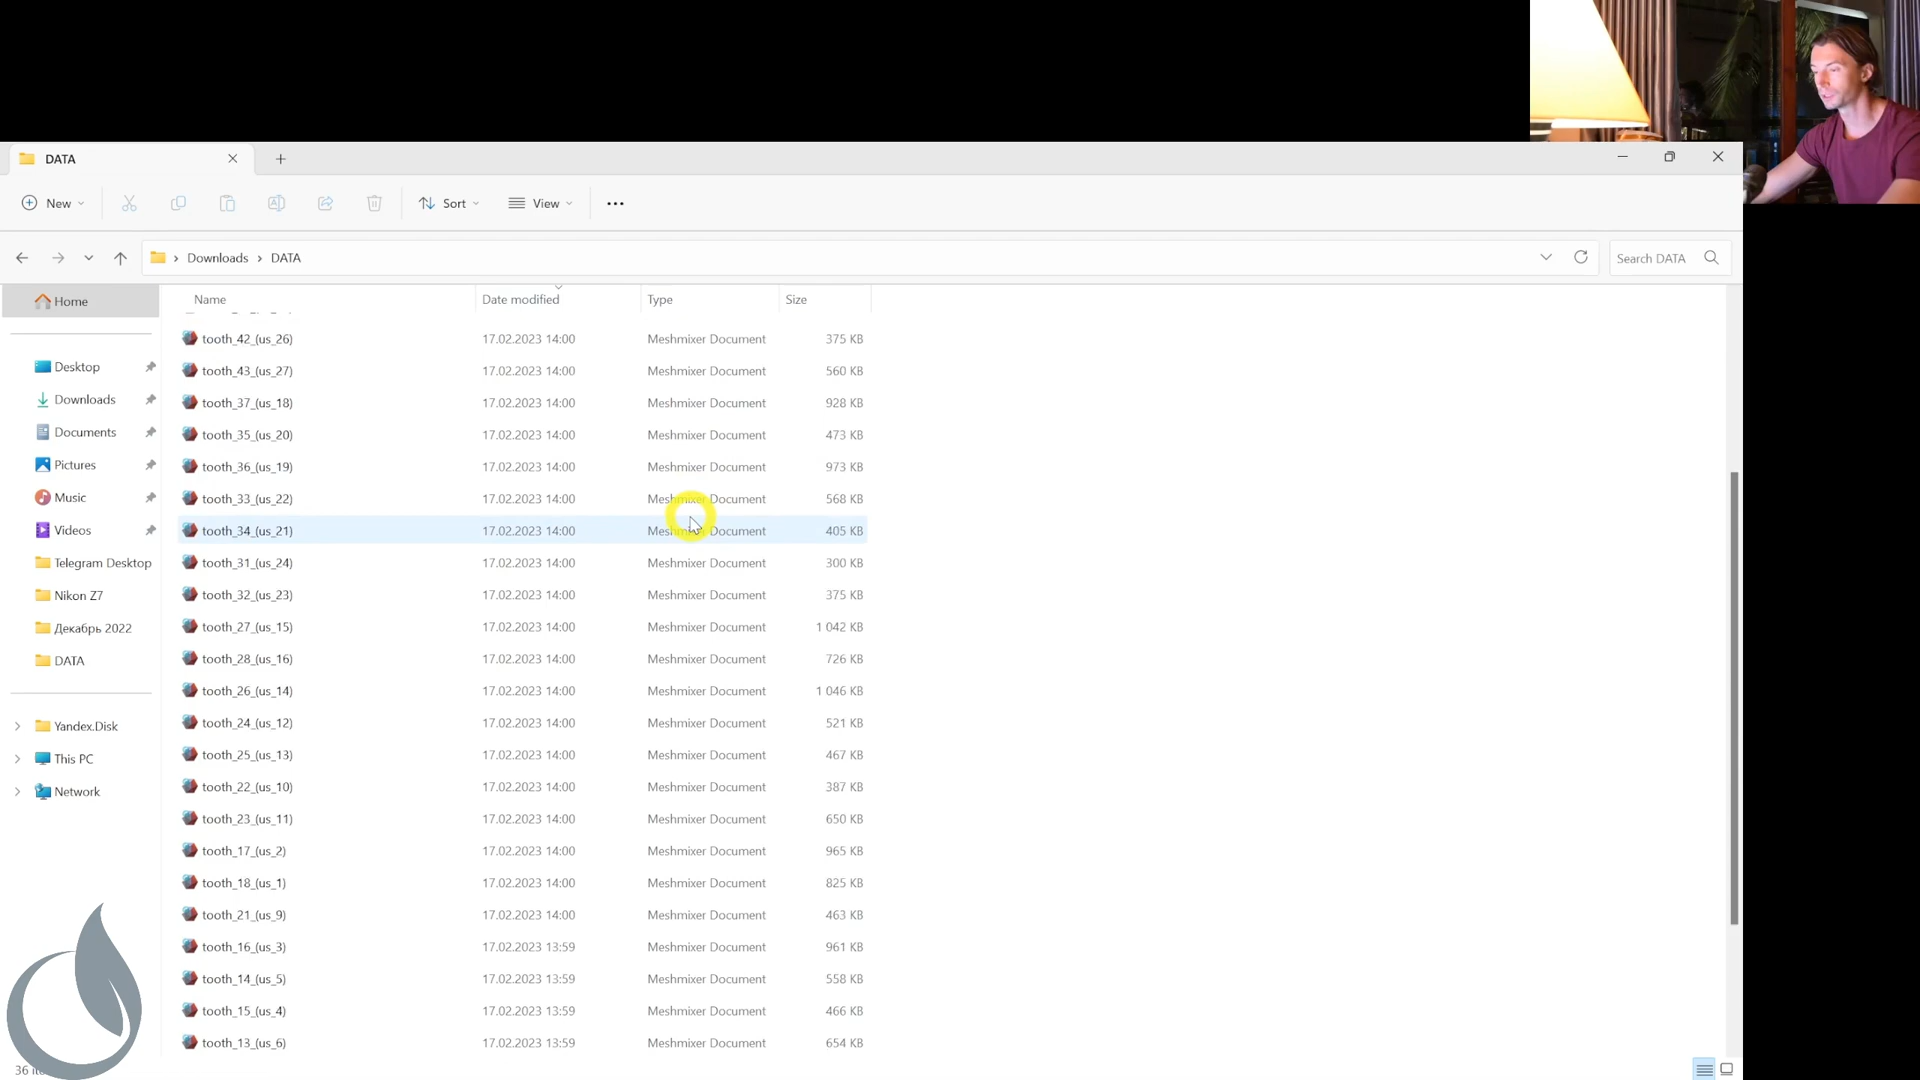 DATA
New
Sort
View
Downloads > DATA
Search DATA
Home
Name Date modified Type Size
tooth_42_(us_26) 17.02.2023 14:00 Meshmixer Document 375 KB
tooth_43_(us_27) 17.02.2023 14:00 Meshmixer Document 560 KB
tooth_37_(us_18) 17.02.2023 14:00 Meshmixer Document 928 KB
tooth_35_(us_20) 17.02.2023 14:00 Meshmixer Document 473 KB
tooth_36_(us_19) 17.02.2023 14:00 Meshmixer Document 973 KB
tooth_33_(us_22) 17.02.2023 14:00 Meshmixer Document 568 KB
tooth_34_(us_21) 17.02.2023 14:00 Meshmixer Document 405 KB
tooth_31_(us_24) 17.02.2023 14:00 Meshmixer Document 300 KB
tooth_32_(us_23) 17.02.2023 14:00 Meshmixer Document 375 KB
tooth_27_(us_15) 17.02.2023 14:00 Meshmixer Document 1 042 KB
tooth_28_(us_16) 17.02.2023 14:00 Meshmixer Document 726 KB
tooth_26_(us_14) 17.02.2023 14:00 Meshmixer Document 1 046 KB
tooth_24_(us_12) 17.02.2023 14:00 Meshmixer Document 521 KB
tooth_25_(us_13) 17.02.2023 14:00 Meshmixer Document 467 KB
tooth_22_(us_10) 17.02.2023 14:00 Meshmixer Document 387 KB
tooth_23_(us_11) 17.02.2023 14:00 Meshmixer Document 650 KB
tooth_17_(us_2) 17.02.2023 14:00 Meshmixer Document 965 KB
tooth_18_(us_1) 17.02.2023 14:00 Meshmixer Document 825 KB
tooth_21_(us_9) 17.02.2023 14:00 Meshmixer Document 463 KB
tooth_16_(us_3) 17.02.2023 13:59 Meshmixer Document 961 KB
tooth_14_(us_5) 17.02.2023 13:59 Meshmixer Document 558 KB
tooth_15_(us_4) 17.02.2023 13:59 Meshmixer Document 466 KB
tooth_13_(us_6) 17.02.2023 13:59 Meshmixer Document 654 KB
Desktop
Downloads
Documents
Pictures
Music
Videos
Telegram Desktop
Nikon Z7
Декабрь 2022
DATA
Yandex.Disk
This PC
Network
36